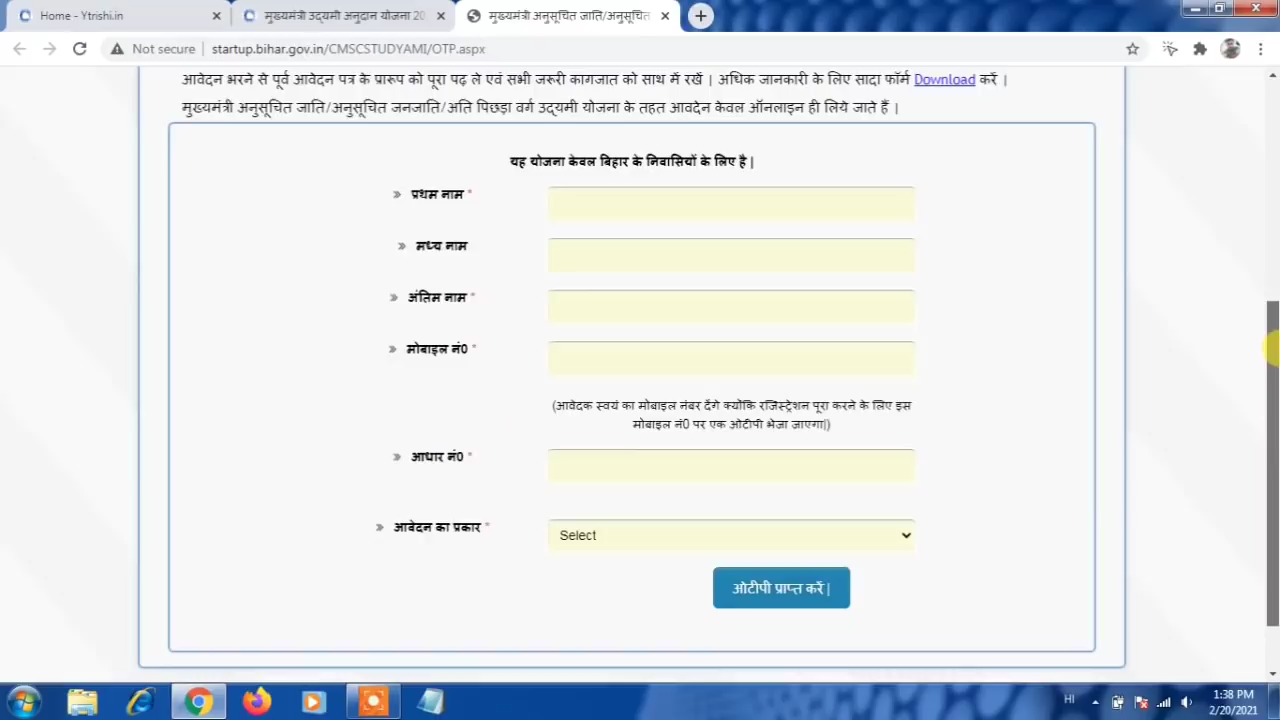 Home - Ytrishi.in
मुख्यमंत्री उद्यमी अनुदान योजना 20
मुख्यमंत्री अनुसूचित जाति/अनुसूचित
Not secure | startup.bihar.gov.in/CMSCSTUDYAMI/OTP.aspx
आवेदन भरने से पूर्व आवेदन पत्र के प्रारूप को पूरा पढ़ ले एवं सभी जरूरी कागजात को साथ में रखें | अधिक जानकारी के लिए सादा फॉर्म Download करें |
मुख्यमंत्री अनुसूचित जाति/अनुसूचित जनजाति/अति पिछड़ा वर्ग उद्यमी योजना के तहत आवदेन केवल ऑनलाइन ही लिये जाते हैं |
यह योजना केवल बिहार के निवासियों के लिए है |
» प्रथम नाम *
» मध्य नाम
» अंतिम नाम *
» मोबाइल नं0 *
(आवेदक स्वयं का मोबाइल नंबर देंगे क्योंकि रजिस्ट्रेशन पूरा करने के लिए इस
मोबाइल नं0 पर एक ओटीपी भेजा जाएगा|)
» आधार नं0 *
» आवेदन का प्रकार *
Select
ओटीपी प्राप्त करें |
HI
1:38 PM
2/20/2021